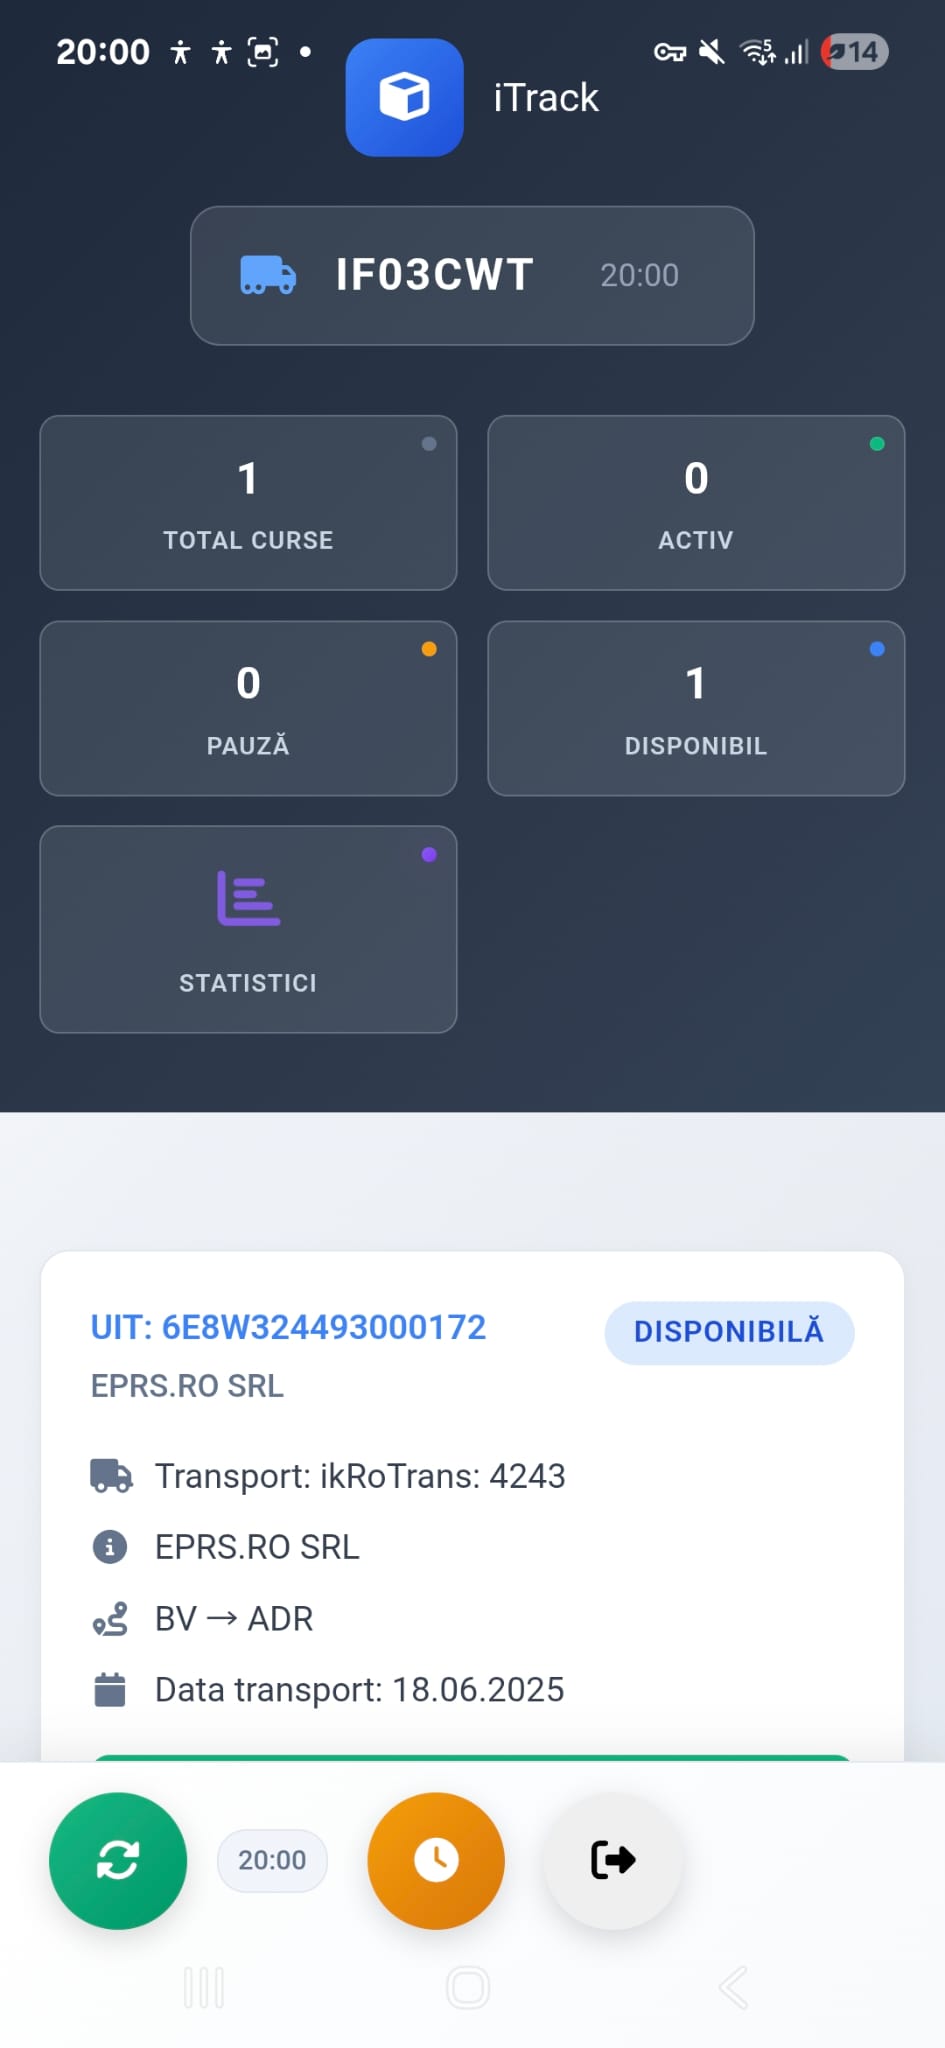 20:00
5
14
iTrack
IF03CWT
20:00
1
TOTAL CURSE
0
ACTIV
0
PAUZĂ
1
DISPONIBIL
STATISTICI
UIT: 6E8W324493000172
DISPONIBILĂ
EPRS.RO SRL
Transport: ikRoTrans: 4243
EPRS.RO SRL
BV → ADR
Data transport: 18.06.2025
20:00